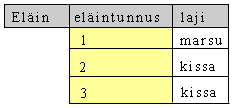 Eläin eläintunnus laji
1 marsu
2 kissa
3 kissa